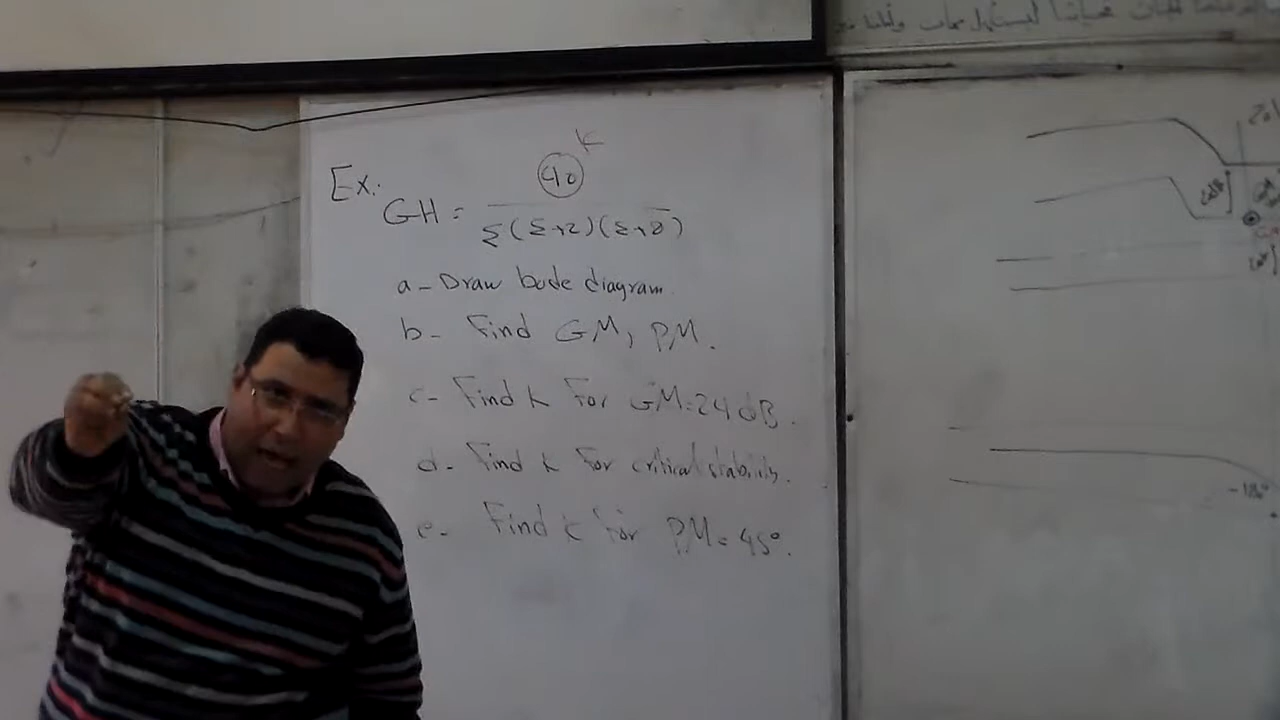 Ex:
K
GH = 40 / S(S+2)(S+8)
a- Draw bode diagram.
b- Find GM, PM.
c- Find K For GM=24 dB.
d- Find K For critical stability.
e- Find K For PM=45°.
-180°